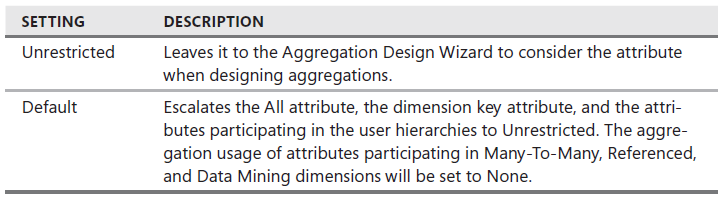 SETTING DESCRIPTION
Unrestricted Leaves it to the Aggregation Design Wizard to consider the attribute
when designing aggregations.
Default Escalates the All attribute, the dimension key attribute, and the attri-
butes participating in the user hierarchies to Unrestricted. The aggre-
gation usage of attributes participating in Many-To-Many, Referenced,
and Data Mining dimensions will be set to None.